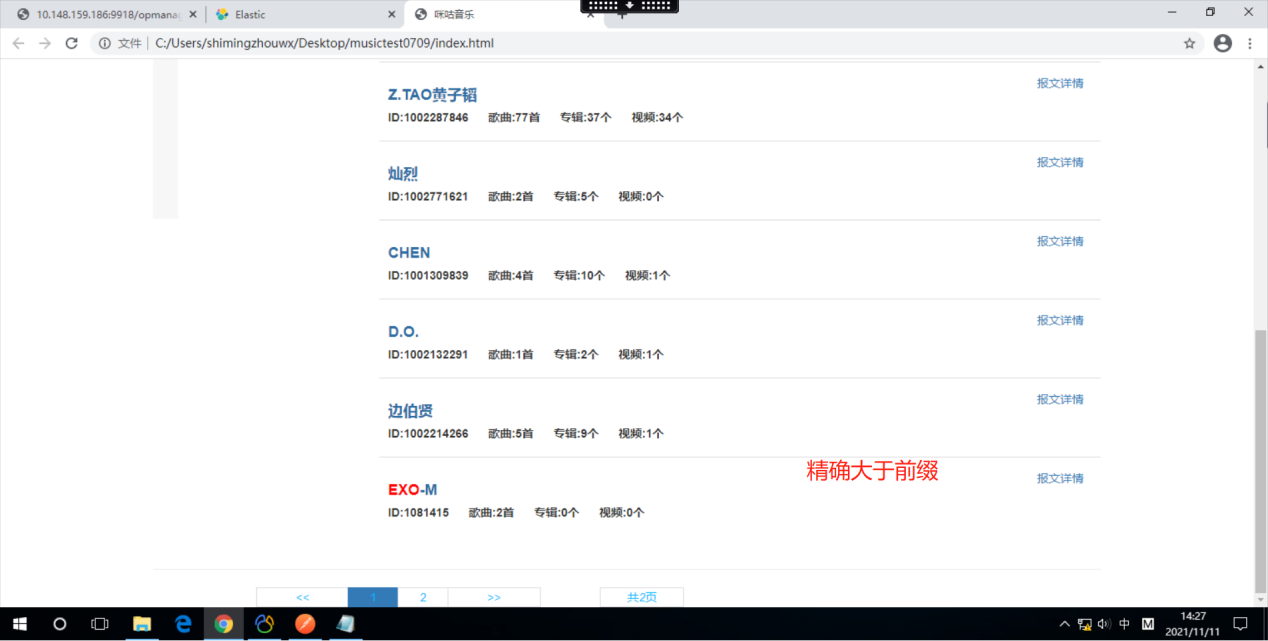 10.148.159.186:9918/opmana
Elastic
咪咕音乐
文件 C:/Users/shimingzhouwx/Desktop/musictest0709/index.html
Z.TAO黄子韬
报文详情
ID:1002287846 歌曲:77首 专辑:37个 视频:34个
灿烈
报文详情
ID:1002771621 歌曲:2首 专辑:5个 视频:0个
CHEN
报文详情
ID:1001309839 歌曲:4首 专辑:10个 视频:1个
D.O.
报文详情
ID:1002132291 歌曲:1首 专辑:2个 视频:1个
边伯贤
报文详情
ID:1002214266 歌曲:5首 专辑:9个 视频:1个
精确大于前缀
报文详情
EXO-M
ID:1081415 歌曲:2首 专辑:0个 视频:0个
<< 1 2 >> 共2页
中 M 14:27
2021/11/11